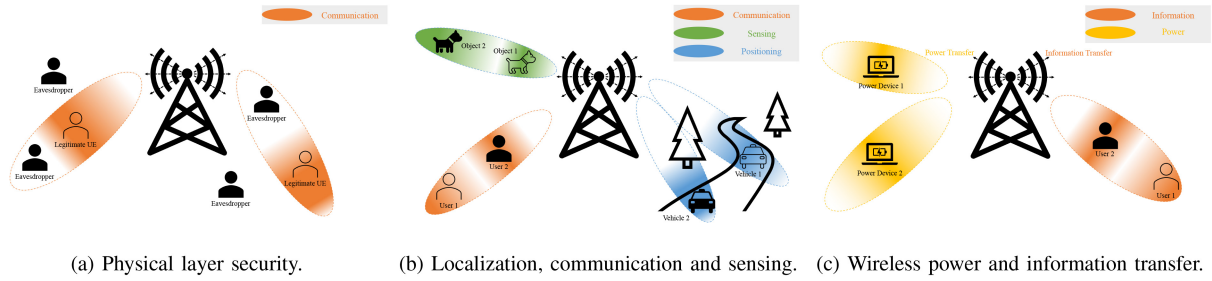 Communication
Eavesdropper
Legitimate UE
Eavesdropper
Eavesdropper
Legitimate UE
Eavesdropper
(a) Physical layer security.
Communication
Sensing
Positioning
Object 2
Object 1
User 2
User 1
Vehicle 1
Vehicle 2
(b) Localization, communication and sensing.
Information
Power
Power Transfer
Information Transfer
Power Device 1
Power Device 2
User 2
User 1
(c) Wireless power and information transfer.